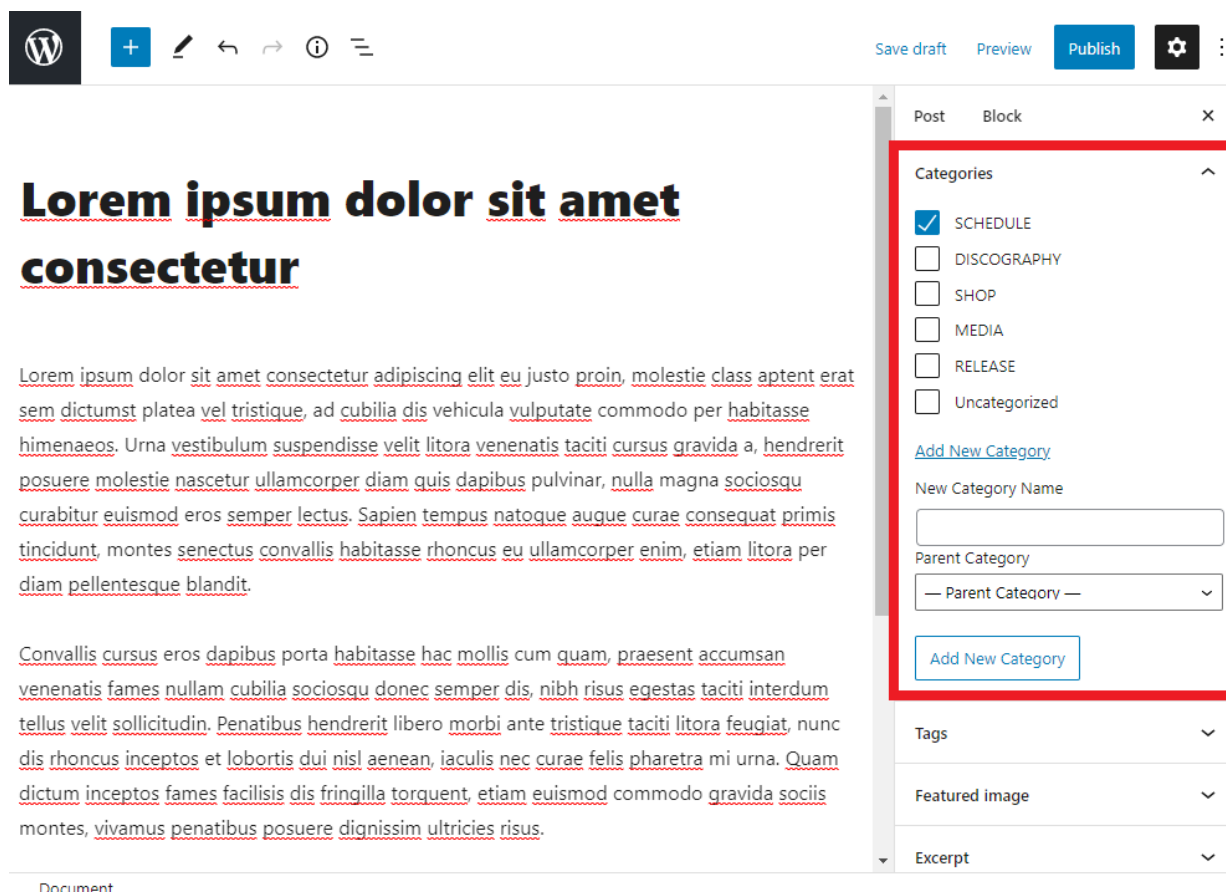 Save draft Preview Publish
Post Block
Lorem ipsum dolor sit amet
consectetur
Lorem ipsum dolor sit amet consectetur adipiscing elit eu justo proin, molestie class aptent erat
sem dictumst platea vel tristique, ad cubilia dis vehicula vulputate commodo per habitasse
himenaeos. Urna vestibulum suspendisse velit litora venenatis taciti cursus gravida a, hendrerit
posuere molestie nascetur ullamcorper diam quis dapibus pulvinar, nulla magna sociosqu
curabitur euismod eros semper lectus. Sapien tempus natoque augue curae consequat primis
tincidunt, montes senectus convallis habitasse rhoncus eu ullamcorper enim, etiam litora per
diam pellentesque blandit.
Convallis cursus eros dapibus porta habitasse hac mollis cum quam, praesent accumsan
venenatis fames nullam cubilia sociosqu donec semper dis, nibh risus egestas taciti interdum
tellus velit sollicitudin. Penatibus hendrerit libero morbi ante tristique taciti litora feugiat, nunc
dis rhoncus inceptos et lobortis dui nisl aenean, iaculis nec curae felis pharetra mi urna. Quam
dictum inceptos fames facilisis dis fringilla torquent, etiam euismod commodo gravida sociis
montes, vivamus penatibus posuere dignissim ultricies risus.
Categories
SCHEDULE
DISCOGRAPHY
SHOP
MEDIA
RELEASE
Uncategorized
Add New Category
New Category Name
Parent Category
— Parent Category —
Add New Category
Tags
Featured image
Excerpt
Document